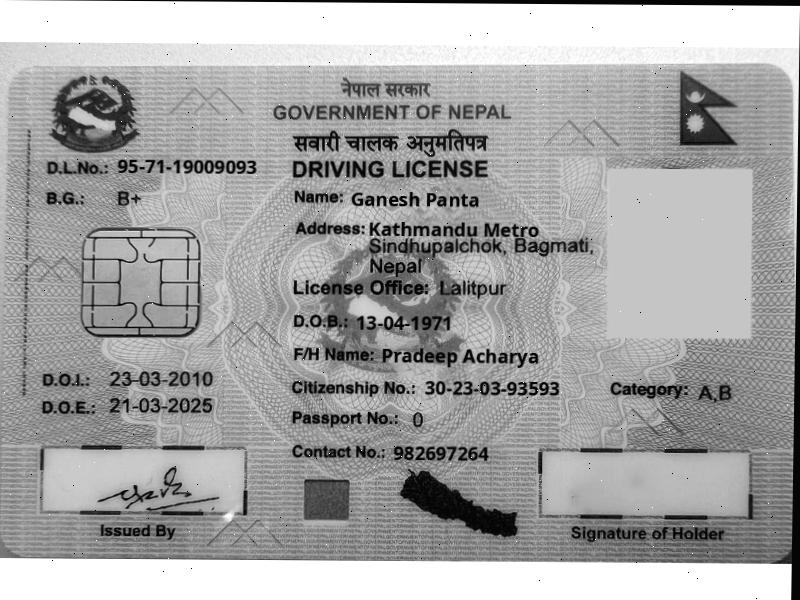 नेपाल सरकार
GOVERNMENT OF NEPAL
सवारी चालक अनुमतिपत्र
DRIVING LICENSE
D.L.No.: 95-71-19009093
B.G.: B+
Name: Ganesh Panta
Address: Kathmandu Metro
Sindhupalchok, Bagmati,
Nepal
License Office: Lalitpur
D.O.B.: 13-04-1971
F/H Name: Pradeep Acharya
D.O.I.: 23-03-2010
Citizenship No.: 30-23-03-93593
Category: A,B
D.O.E.: 21-03-2025
Passport No.: 0
Contact No.: 982697264
Issued By
Signature of Holder